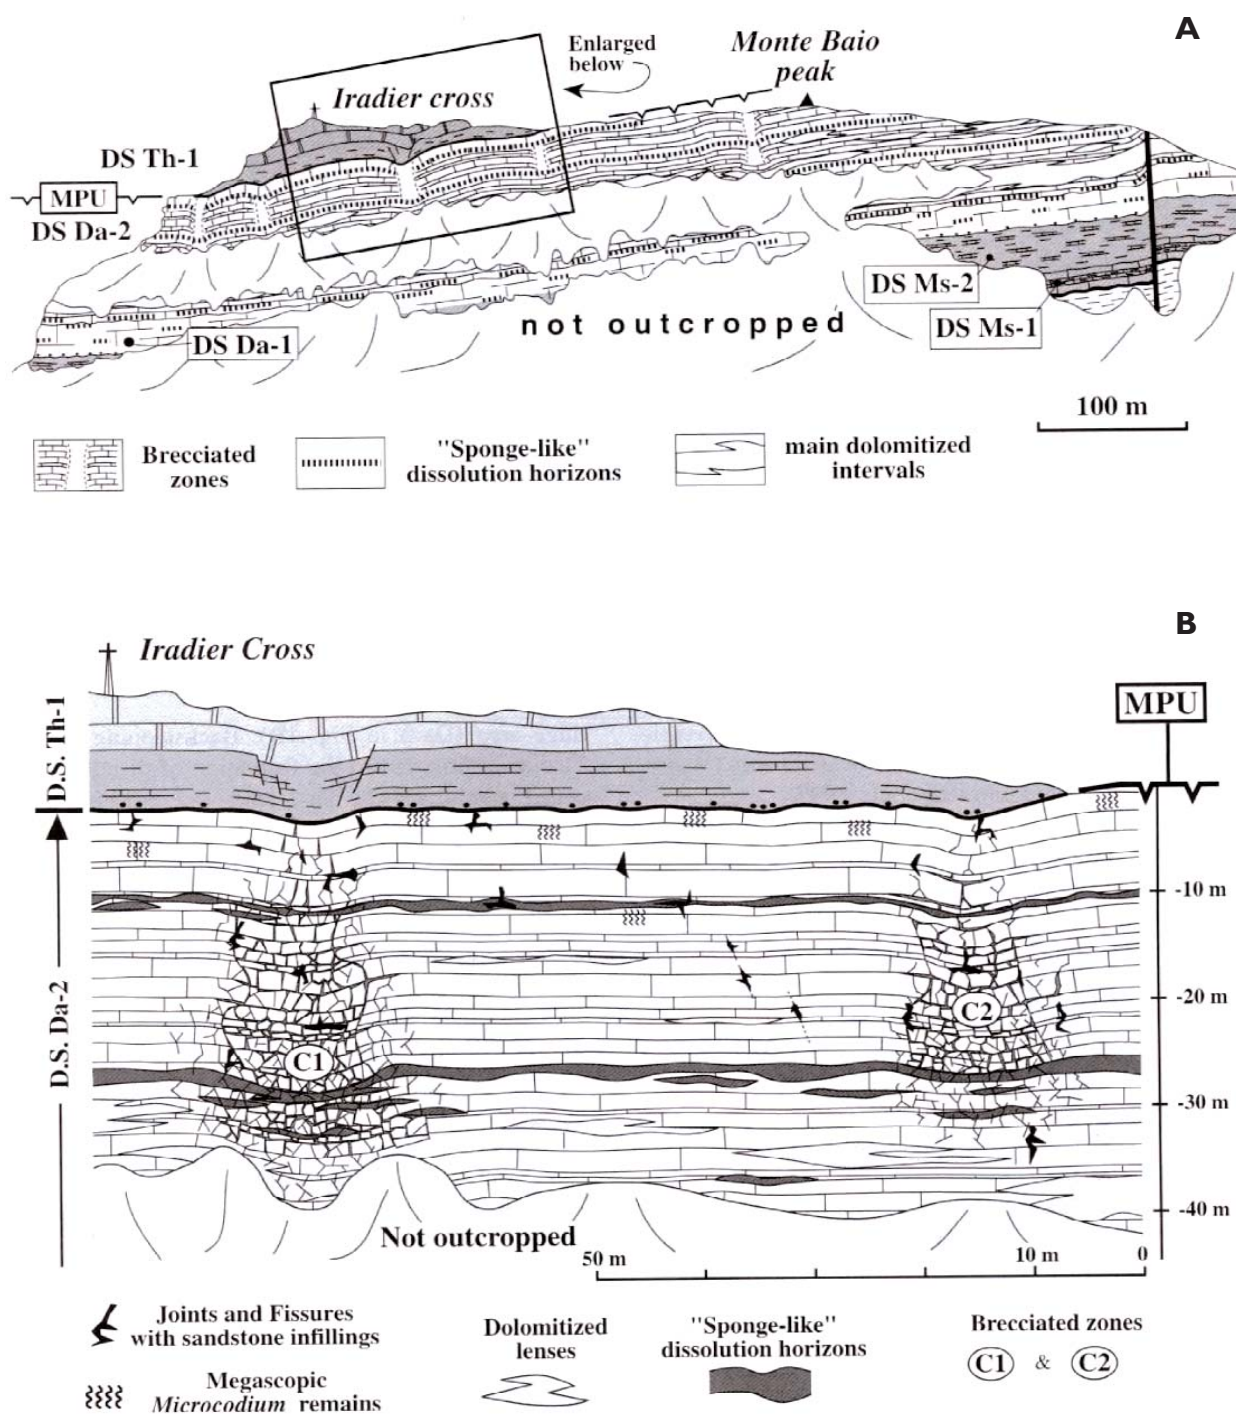 A
Enlarged
below
Monte Baio
peak
Iradier cross
DS Th-1
MPU
DS Da-2
DS Ms-2
not outcropped
DS Ms-1
DS Da-1
100 m
Brecciated
zones
"Sponge-like"
dissolution horizons
main dolomitized
intervals
B
Iradier Cross
MPU
D.S. Th-1
-10 m
-20 m
C2
C1
D.S. Da-2
-30 m
-40 m
Not outcropped
50 m
10 m
0
Joints and Fissures
with sandstone infillings
Megascopic
Microcodium remains
Dolomitized
lenses
"Sponge-like"
dissolution horizons
Brecciated zones
C1 & C2